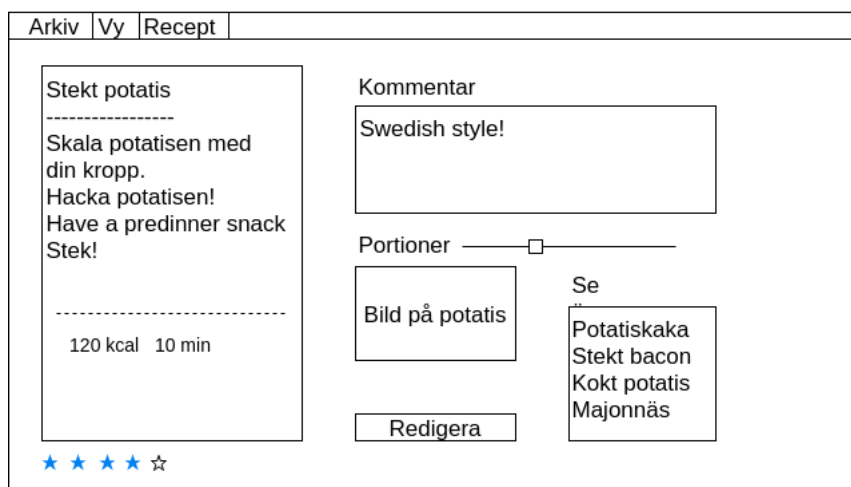 Arkiv Vy Recept
Stekt potatis
-----------------
Skala potatisen med
din kropp.
Hacka potatisen!
Have a predinner snack
Stek!
-----------------------------
120 kcal 10 min
Kommentar
Swedish style!
Portioner
Bild på potatis
Redigera
Se
Potatiskaka
Stekt bacon
Kokt potatis
Majonnäs